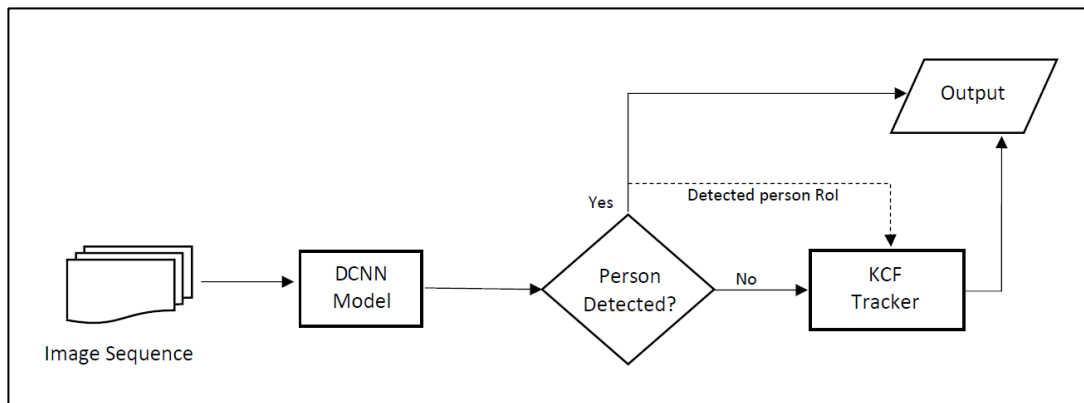 Image Sequence
DCNN
Model
Person
Detected?
Yes
No
Detected person RoI
KCF
Tracker
Output